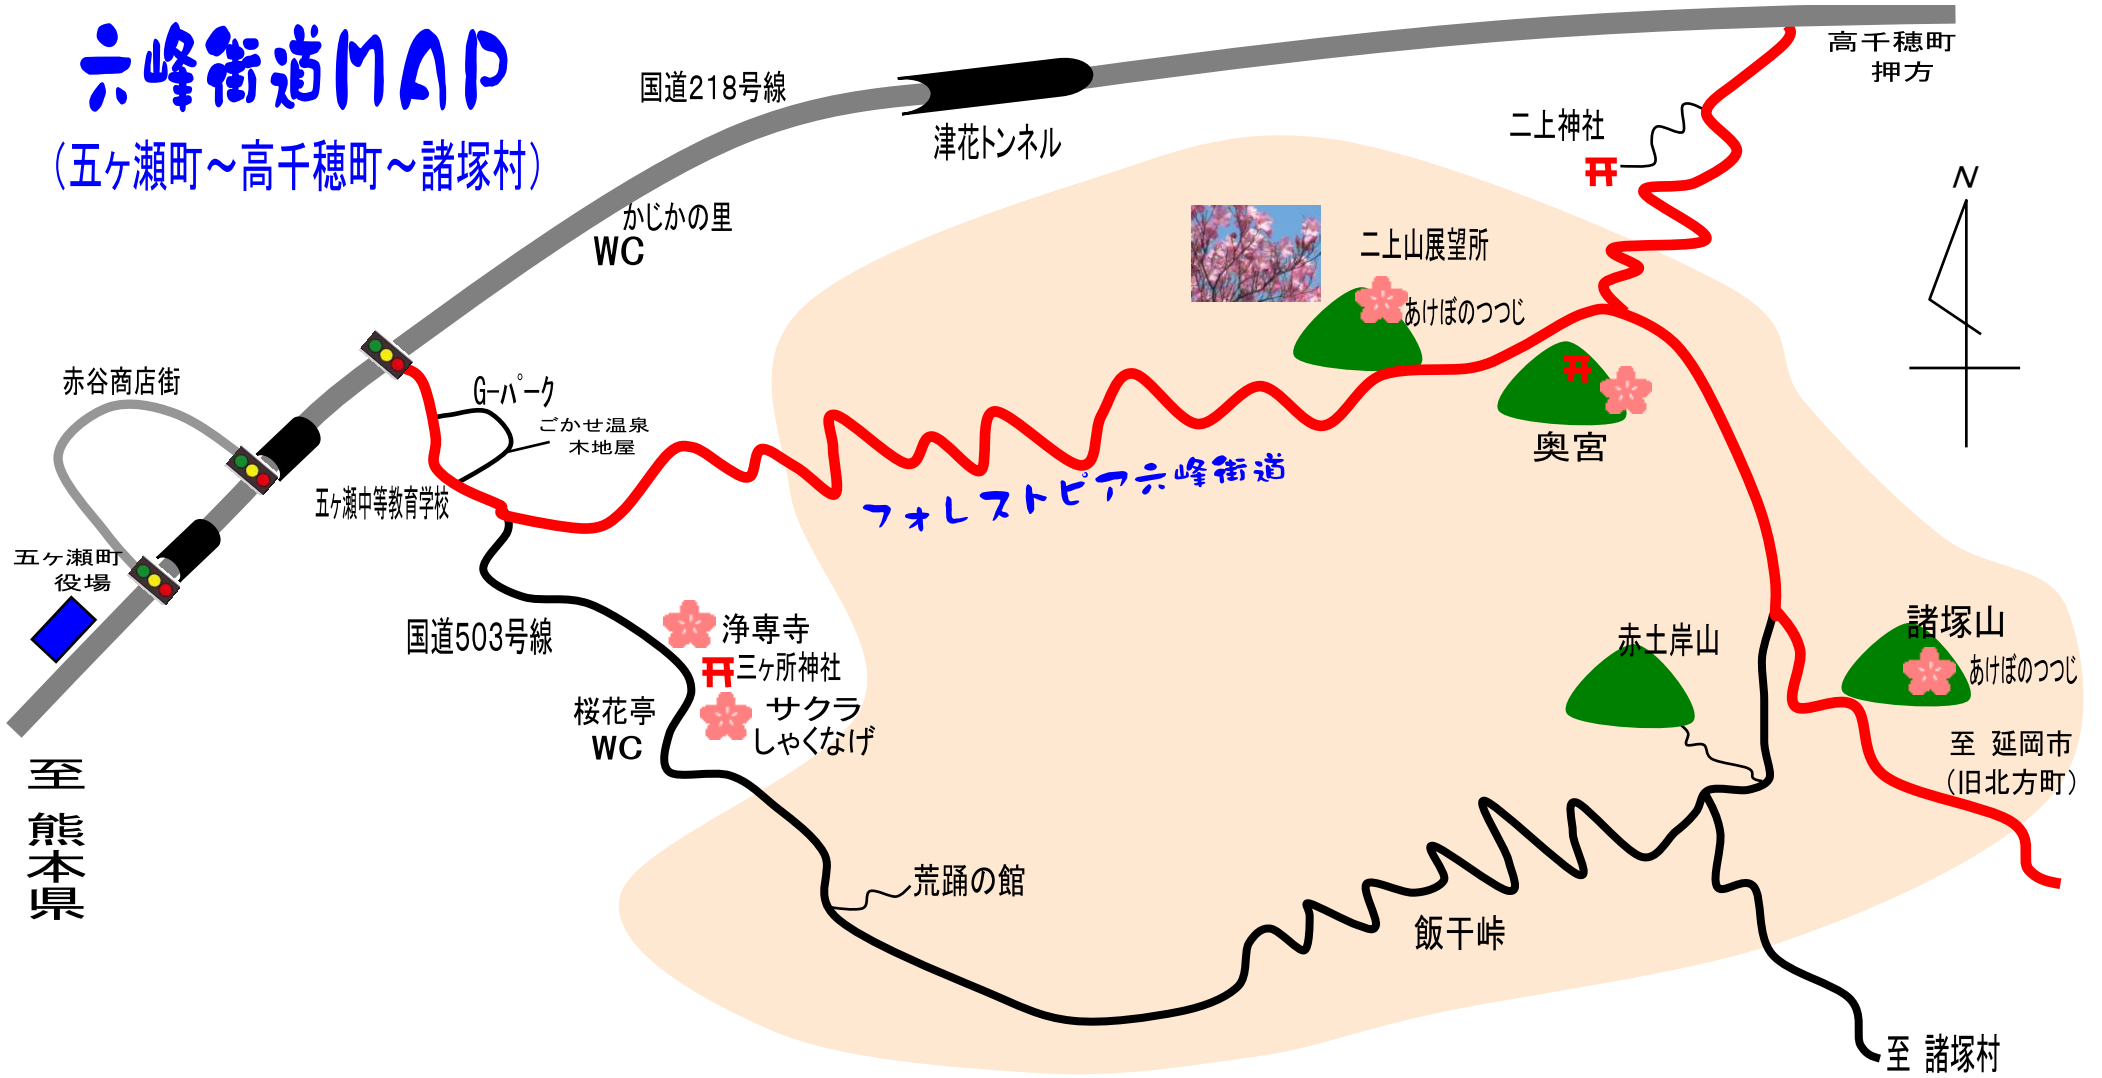 六峰街道MAP
（五ヶ瀬町～高千穂町～諸塚村）
国道218号線
津花トンネル
高千穂町
押方
二上神社
N
かじかの里
WC
二上山展望所
あけぼのつつじ
赤谷商店街
G-パーク
ごかせ温泉
木地屋
奥宮
フォレストピア六峰街道
五ヶ瀬中等教育学校
五ヶ瀬町
役場
国道503号線
浄専寺
三ヶ所神社
桜花亭
WC
サクラ
しゃくなげ
赤土岸山
諸塚山
あけぼのつつじ
至 延岡市
（旧北方町）
至 熊本県
荒踊の館
飯干峠
至 諸塚村